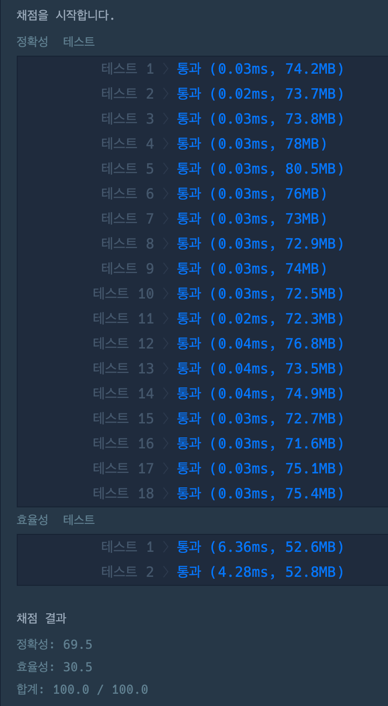 채점을 시작합니다.
정확성 테스트
테스트 1 〉 통과 (0.03ms, 74.2MB)
테스트 2 〉 통과 (0.02ms, 73.7MB)
테스트 3 〉 통과 (0.03ms, 73.8MB)
테스트 4 〉 통과 (0.03ms, 78MB)
테스트 5 〉 통과 (0.03ms, 80.5MB)
테스트 6 〉 통과 (0.03ms, 76MB)
테스트 7 〉 통과 (0.03ms, 73MB)
테스트 8 〉 통과 (0.03ms, 72.9MB)
테스트 9 〉 통과 (0.03ms, 74MB)
테스트 10 〉 통과 (0.03ms, 72.5MB)
테스트 11 〉 통과 (0.02ms, 72.3MB)
테스트 12 〉 통과 (0.04ms, 76.8MB)
테스트 13 〉 통과 (0.04ms, 73.5MB)
테스트 14 〉 통과 (0.04ms, 74.9MB)
테스트 15 〉 통과 (0.03ms, 72.7MB)
테스트 16 〉 통과 (0.03ms, 71.6MB)
테스트 17 〉 통과 (0.03ms, 75.1MB)
테스트 18 〉 통과 (0.03ms, 75.4MB)
효율성 테스트
테스트 1 〉 통과 (6.36ms, 52.6MB)
테스트 2 〉 통과 (4.28ms, 52.8MB)
채점 결과
정확성: 69.5
효율성: 30.5
합계: 100.0 / 100.0